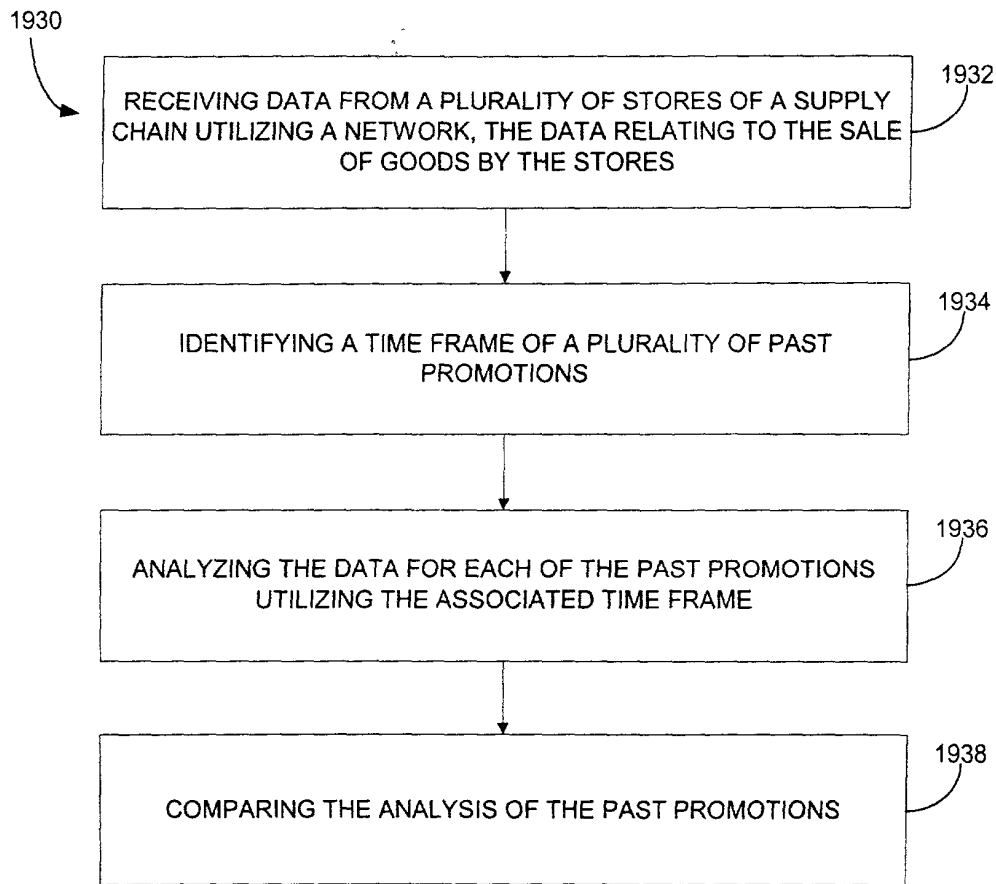 1930
1932
RECEIVING DATA FROM A PLURALITY OF STORES OF A SUPPLY
CHAIN UTILIZING A NETWORK, THE DATA RELATING TO THE SALE
OF GOODS BY THE STORES
1934
IDENTIFYING A TIME FRAME OF A PLURALITY OF PAST
PROMOTIONS
1936
ANALYZING THE DATA FOR EACH OF THE PAST PROMOTIONS
UTILIZING THE ASSOCIATED TIME FRAME
1938
COMPARING THE ANALYSIS OF THE PAST PROMOTIONS